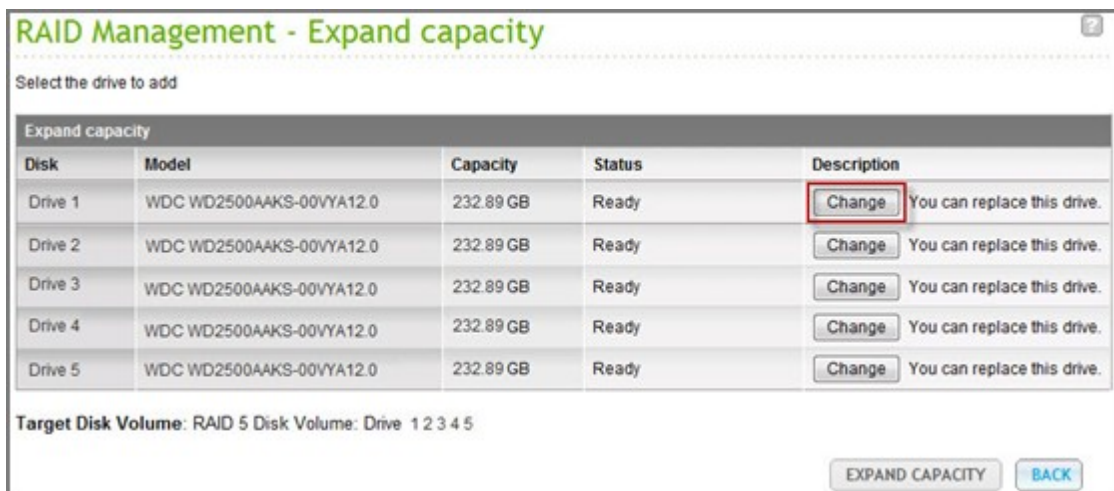 RAID Management - Expand capacity ?
Select the drive to add
Expand capacity
Disk Model Capacity Status Description
Drive 1 WDC WD2500AAKS-00VYA12.0 232.89 GB Ready Change You can replace this drive.
Drive 2 WDC WD2500AAKS-00VYA12.0 232.89 GB Ready Change You can replace this drive.
Drive 3 WDC WD2500AAKS-00VYA12.0 232.89 GB Ready Change You can replace this drive.
Drive 4 WDC WD2500AAKS-00VYA12.0 232.89 GB Ready Change You can replace this drive.
Drive 5 WDC WD2500AAKS-00VYA12.0 232.89 GB Ready Change You can replace this drive.
Target Disk Volume: RAID 5 Disk Volume: Drive 1 2 3 4 5
EXPAND CAPACITY BACK